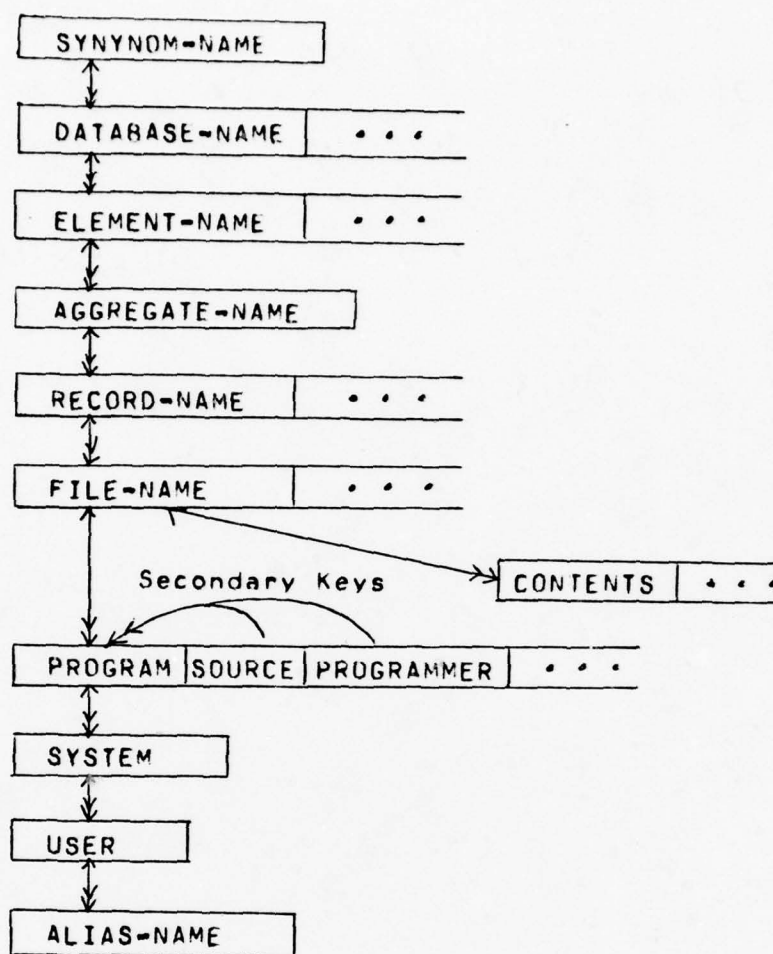 SYNYNOM-NAME
DATABASE-NAME . . .
ELEMENT-NAME . . .
AGGREGATE-NAME
RECORD-NAME . . .
FILE-NAME . . .
CONTENTS . . .
Secondary Keys
PROGRAM SOURCE PROGRAMMER . . .
SYSTEM
USER
ALIAS-NAME